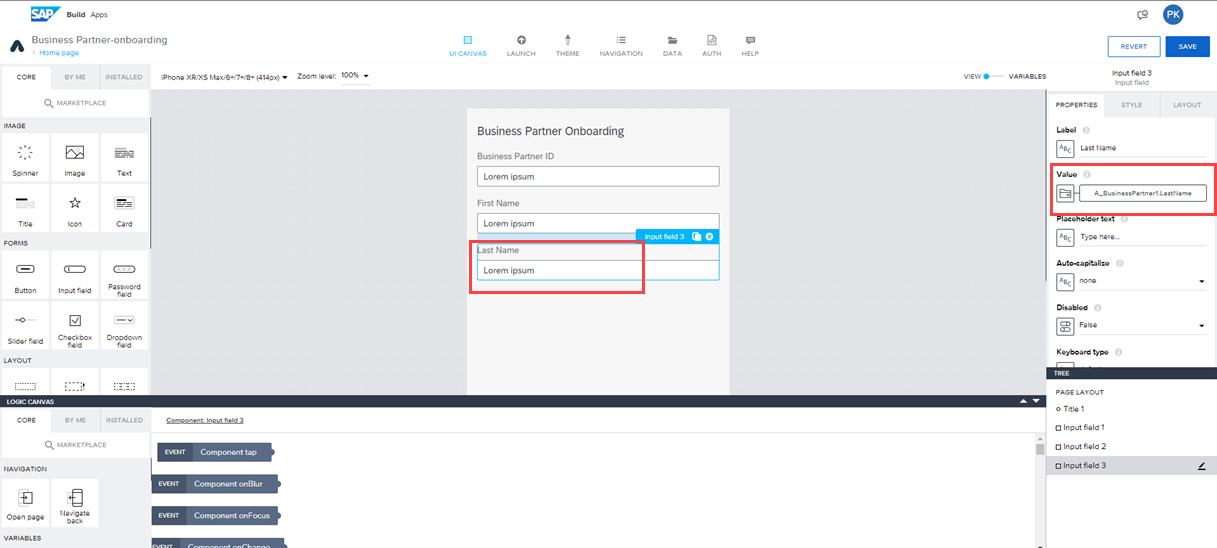 SAP Build Apps
PK
Business Partner-onboarding
‹ Home page
UI CANVAS LAUNCH THEME NAVIGATION DATA AUTH HELP
REVERT SAVE
CORE BY ME INSTALLED
iPhone XR/XS Max/6+/7+/8+ (414px) Zoom level: 100%
VIEW VARIABLES
Input field 3
Input field
MARKETPLACE
PROPERTIES STYLE LAYOUT
IMAGE
Spinner Image Text
Title Icon Card
FORMS
Button Input field Password field
Slider field Checkbox field Dropdown field
LAYOUT
Business Partner Onboarding
Business Partner ID
Lorem ipsum
First Name
Lorem ipsum
Input field 3
Last Name
Lorem ipsum
Label
ABC Last Name
Value
A_BusinessPartner1.LastName
Placeholder text
ABC Type here...
Auto-capitalize
ABC none
Disabled
False
Keyboard type
TREE
PAGE LAYOUT
Title 1
Input field 1
Input field 2
Input field 3
LOGIC CANVAS
CORE BY ME INSTALLED
Component: Input field 3
MARKETPLACE
NAVIGATION
Open page Navigate back
VARIABLES
EVENT Component tap
EVENT Component onBlur
EVENT Component onFocus
EVENT Component onChange